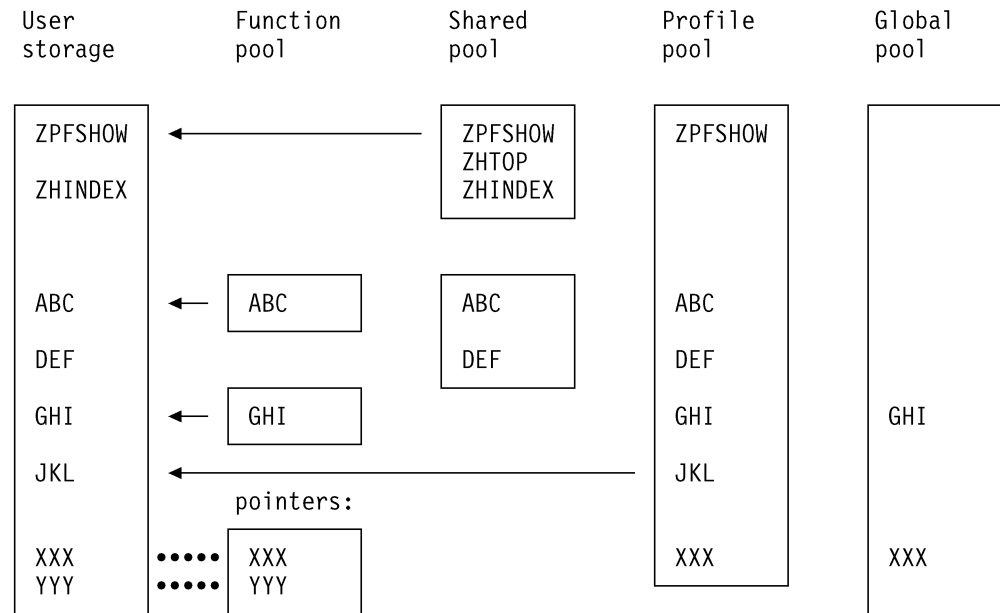 User Function Shared Profile Global
storage pool pool pool pool
ZPFSHOW ZPFSHOW ZPFSHOW
ZHTOP
ZHINDEX ZHINDEX
ABC ABC ABC ABC
DEF DEF DEF
GHI GHI GHI GHI
JKL JKL
pointers:
XXX XXX XXX XXX
YYY YYY